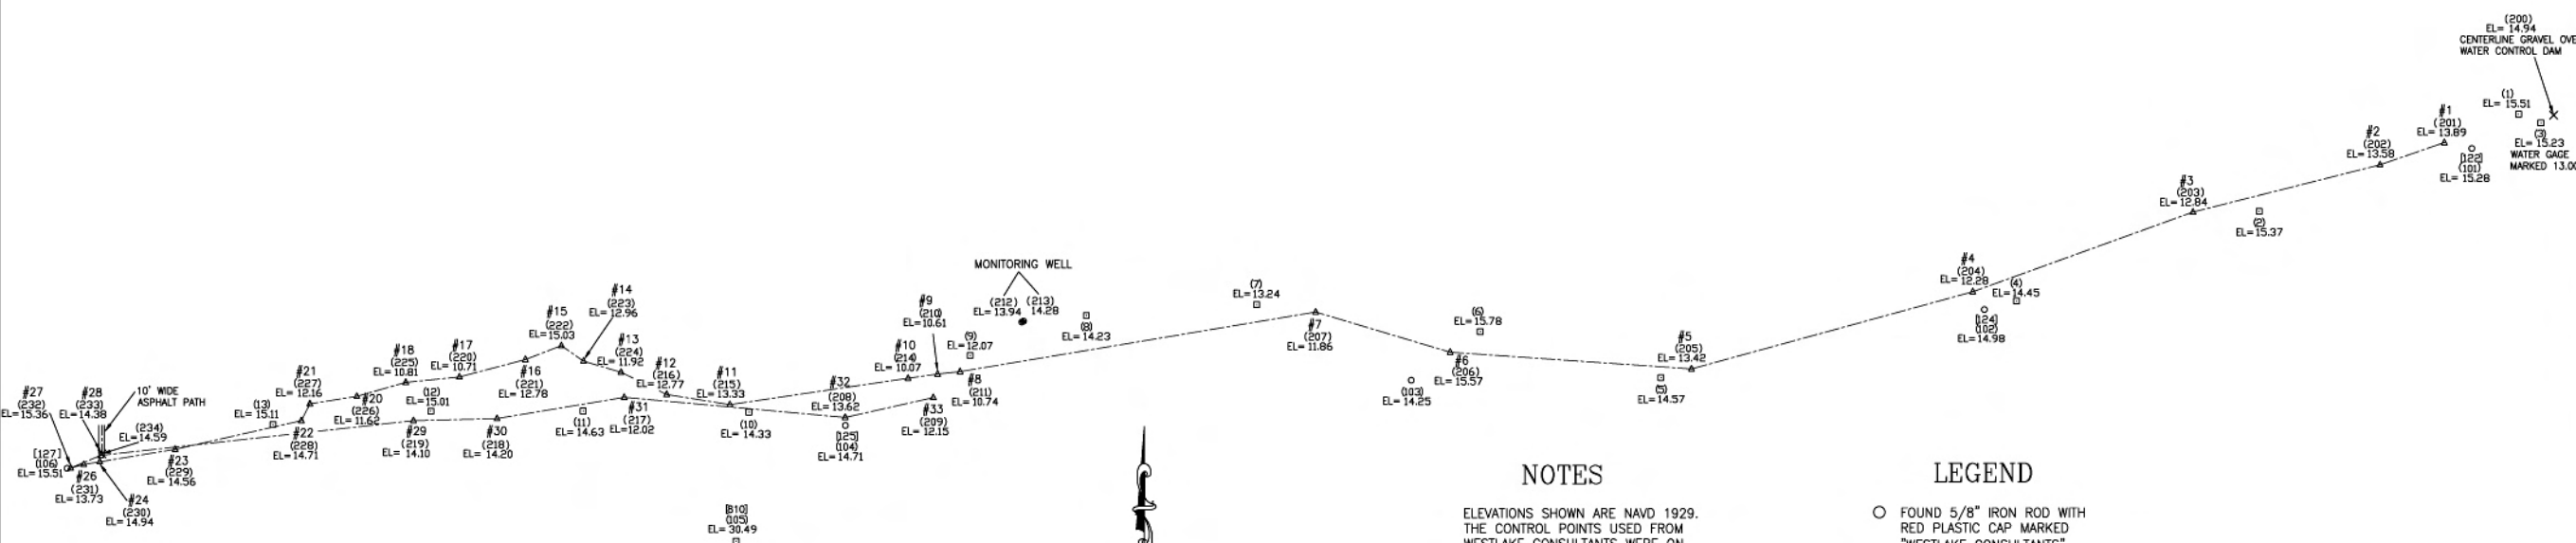 (200)
EL= 14.94
CENTERLINE GRAVEL OVE
WATER CONTROL DAM
(1)
EL= 15.51
(3)
EL=15.23
WATER GAGE
MARKED 13.00
#1
(201)
EL= 13.89
[122]
(101)
EL= 15.28
#2
(202)
EL=13.58
#3
(203)
EL= 12.84
(2)
EL=15.37
#4
(204)
EL= 12.28
(4)
EL=14.45
[124]
(102)
EL=14.98
#5
(205)
EL= 13.42
(5)
EL= 14.57
(6)
EL=15.78
#6
(206)
EL= 15.57
(103)
EL= 14.25
(7)
EL=13.24
#7
(207)
EL= 11.86
(8)
EL=14.23
MONITORING WELL
(212) (213)
EL= 13.94 14.28
#9
(210)
EL=10.61
(9)
EL=12.07
#8
(211)
EL= 10.74
#10
(214)
EL= 10.07
#33
(209)
EL= 12.15
#32
(208)
EL= 13.62
[125]
(104)
EL= 14.71
#11
(215)
EL= 13.33
(10)
EL= 14.33
#12
(216)
EL=12.77
#13
(224)
EL=11.92
#14
(223)
EL= 12.96
#15
(222)
EL=15.03
#31
(217)
EL=12.02
(11)
EL= 14.63
#16
(221)
EL= 12.78
#17
(220)
EL= 10.71
#18
(225)
EL= 10.81
(12)
EL= 15.01
#30
(218)
EL= 14.20
#29
(219)
EL= 14.10
#20
(226)
EL=11.62
#21
(227)
EL= 12.16
(13)
EL= 15.11
#22
(228)
EL= 14.71
10' WIDE
ASPHALT PATH
#28
(233)
EL=14.38
#27
(232)
EL=15.36
(234)
EL=14.59
[127]
(106)
EL=15.51
#23
(229)
EL= 14.56
#26
(231)
EL= 13.73
#24
(230)
EL= 14.94
[B10]
(105)
EL= 30.49
NOTES
ELEVATIONS SHOWN ARE NAVD 1929.
THE CONTROL POINTS USED FROM
WESTLAKE CONSULTANTS WERE ON
LEGEND
FOUND 5/8" IRON ROD WITH
RED PLASTIC CAP MARKED
"WESTLAKE CONSULTANTS"